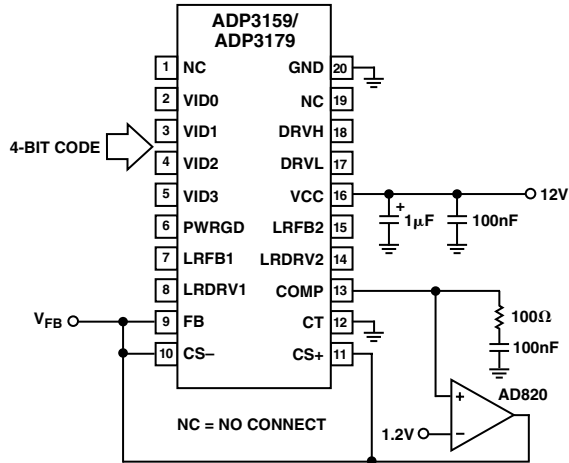 ADP3159/
ADP3179
1 NC GND 20
2 VID0 NC 19
3 VID1 DRVH 18
4-BIT CODE
4 VID2 DRVL 17
5 VID3 VCC 16 12V
+
1μF 100nF
6 PWRGD LRFB2 15
7 LRFB1 LRDRV2 14
8 LRDRV1 COMP 13
VFB 9 FB CT 12 100Ω
100nF
10 CS– CS+ 11
AD820
+
1.2V –
NC = NO CONNECT